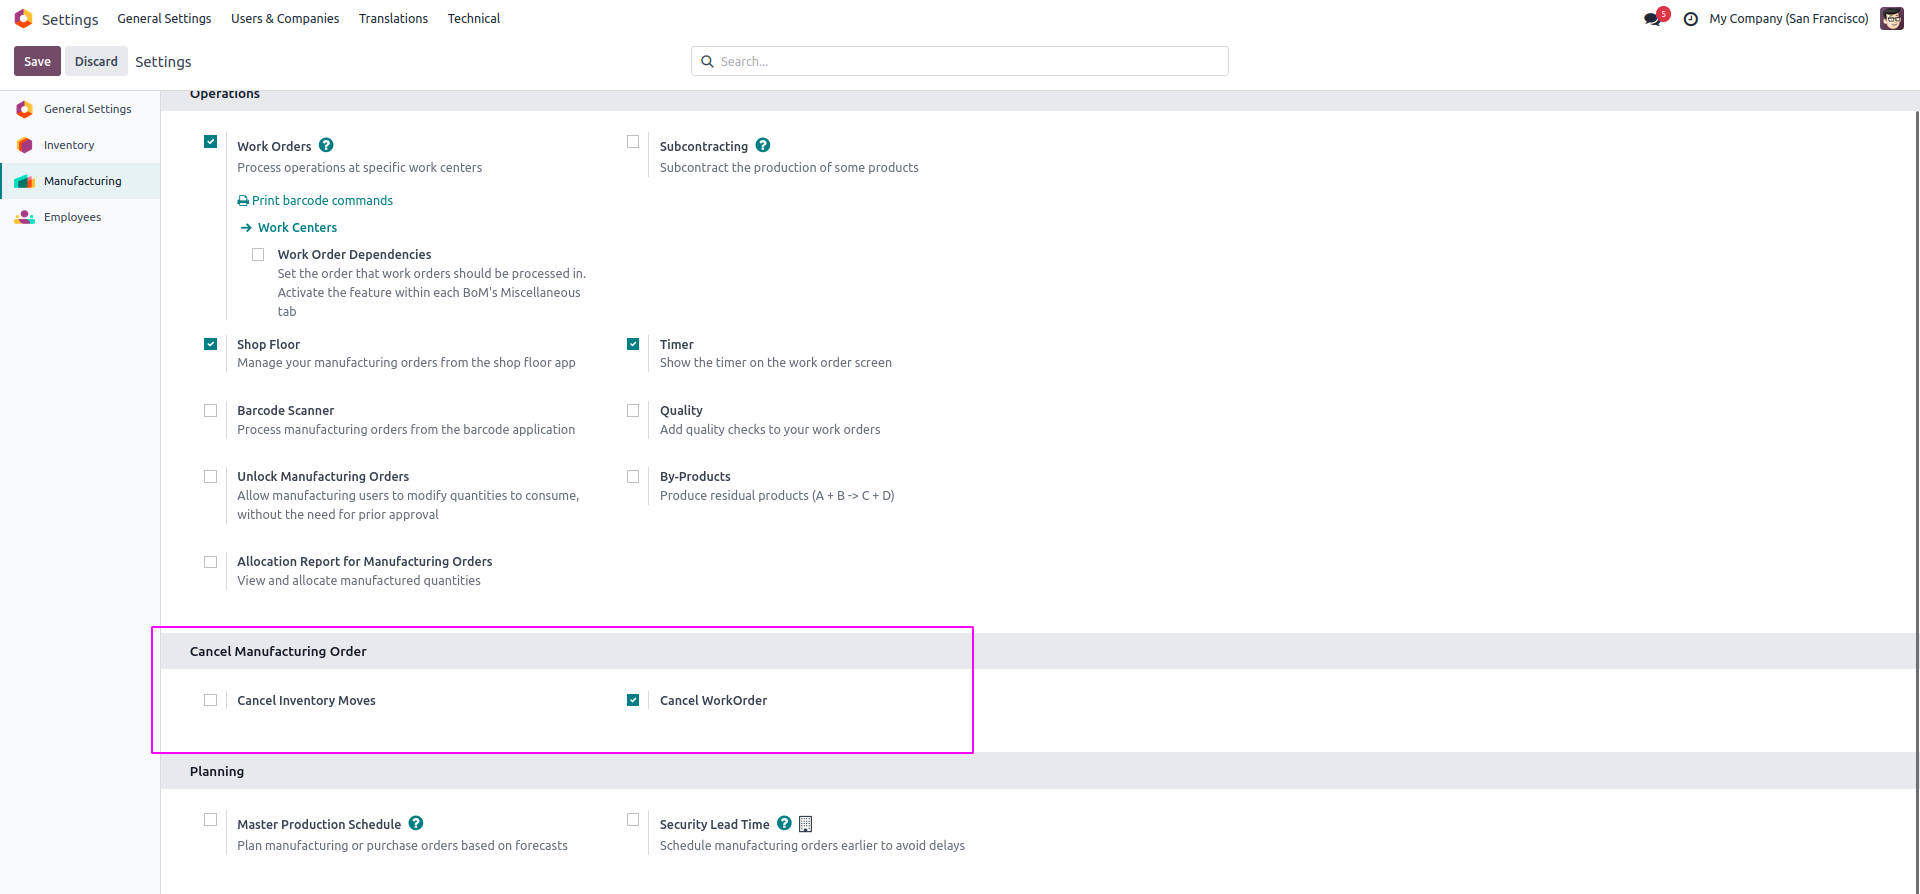 Settings General Settings Users & Companies Translations Technical
5 My Company (San Francisco)
Save Discard Settings
Search...
General Settings
Inventory
Manufacturing
Employees
Operations
Work Orders ?
Process operations at specific work centers
Print barcode commands
Work Centers
Work Order Dependencies
Set the order that work orders should be processed in.
Activate the feature within each BoM's Miscellaneous
tab
Subcontracting ?
Subcontract the production of some products
Shop Floor
Manage your manufacturing orders from the shop floor app
Timer
Show the timer on the work order screen
Barcode Scanner
Process manufacturing orders from the barcode application
Quality
Add quality checks to your work orders
Unlock Manufacturing Orders
Allow manufacturing users to modify quantities to consume,
without the need for prior approval
By-Products
Produce residual products (A + B -> C + D)
Allocation Report for Manufacturing Orders
View and allocate manufactured quantities
Cancel Manufacturing Order
Cancel Inventory Moves
Cancel WorkOrder
Planning
Master Production Schedule ?
Plan manufacturing or purchase orders based on forecasts
Security Lead Time ?
Schedule manufacturing orders earlier to avoid delays